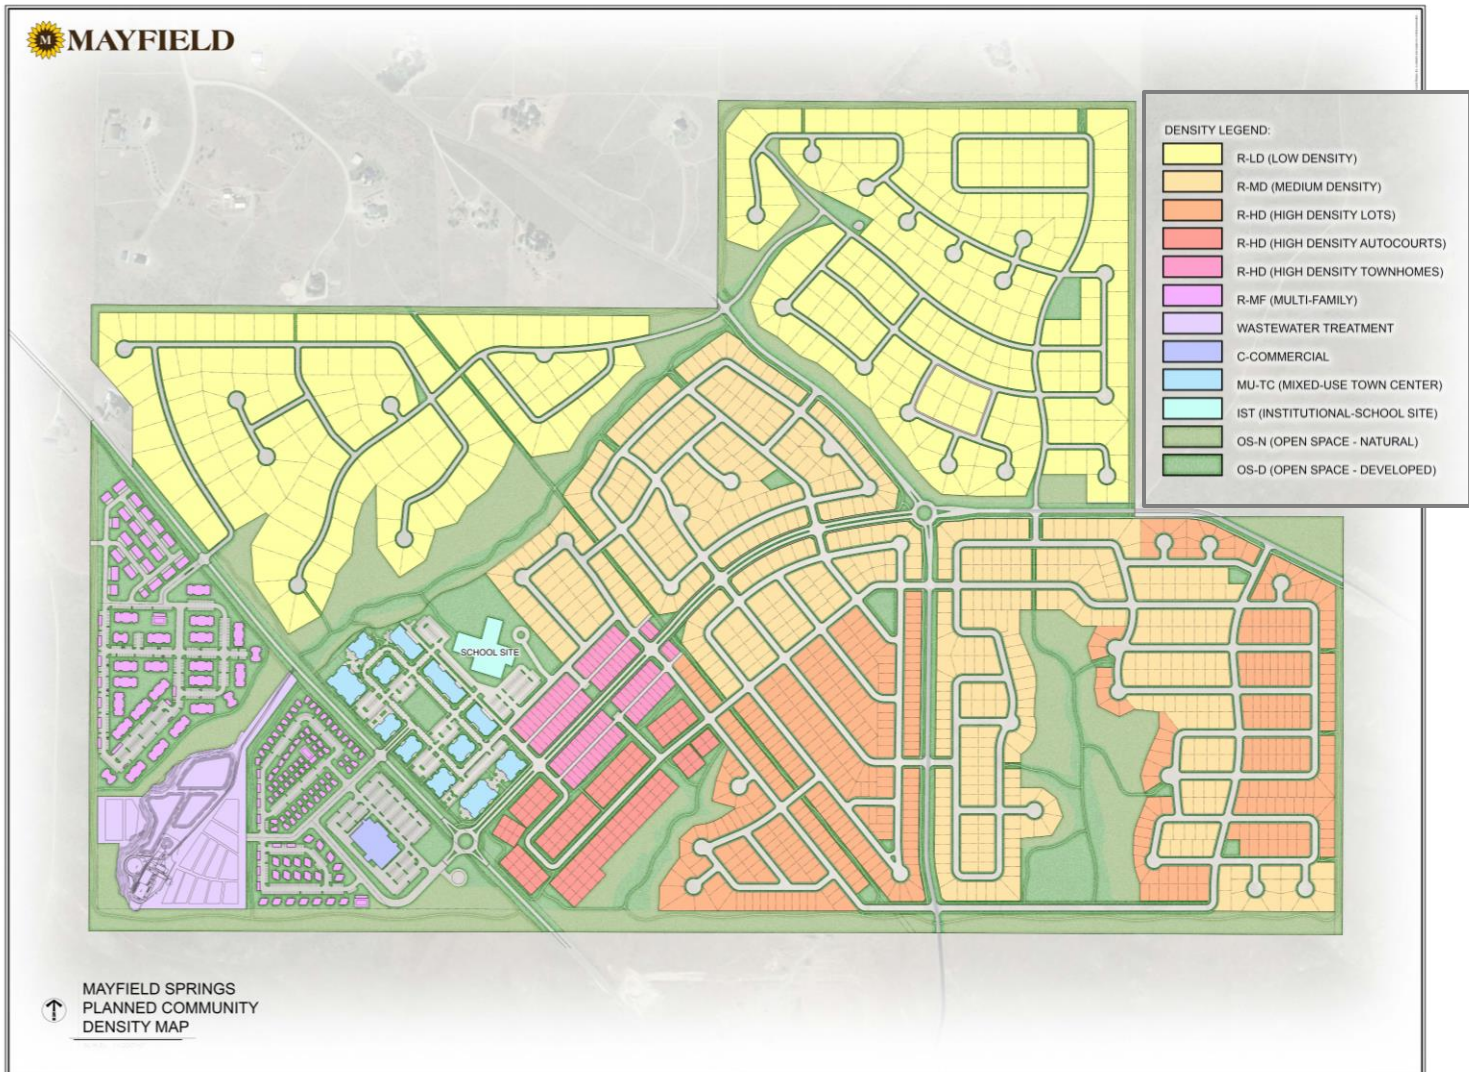 M MAYFIELD
DENSITY LEGEND:
R-LD (LOW DENSITY)
R-MD (MEDIUM DENSITY)
R-HD (HIGH DENSITY LOTS)
R-HD (HIGH DENSITY AUTOCOURTS)
R-HD (HIGH DENSITY TOWNHOMES)
R-MF (MULTI-FAMILY)
WASTEWATER TREATMENT
C-COMMERCIAL
MU-TC (MIXED-USE TOWN CENTER)
IST (INSTITUTIONAL-SCHOOL SITE)
OS-N (OPEN SPACE - NATURAL)
OS-D (OPEN SPACE - DEVELOPED)
SCHOOL SITE
MAYFIELD SPRINGS
PLANNED COMMUNITY
DENSITY MAP